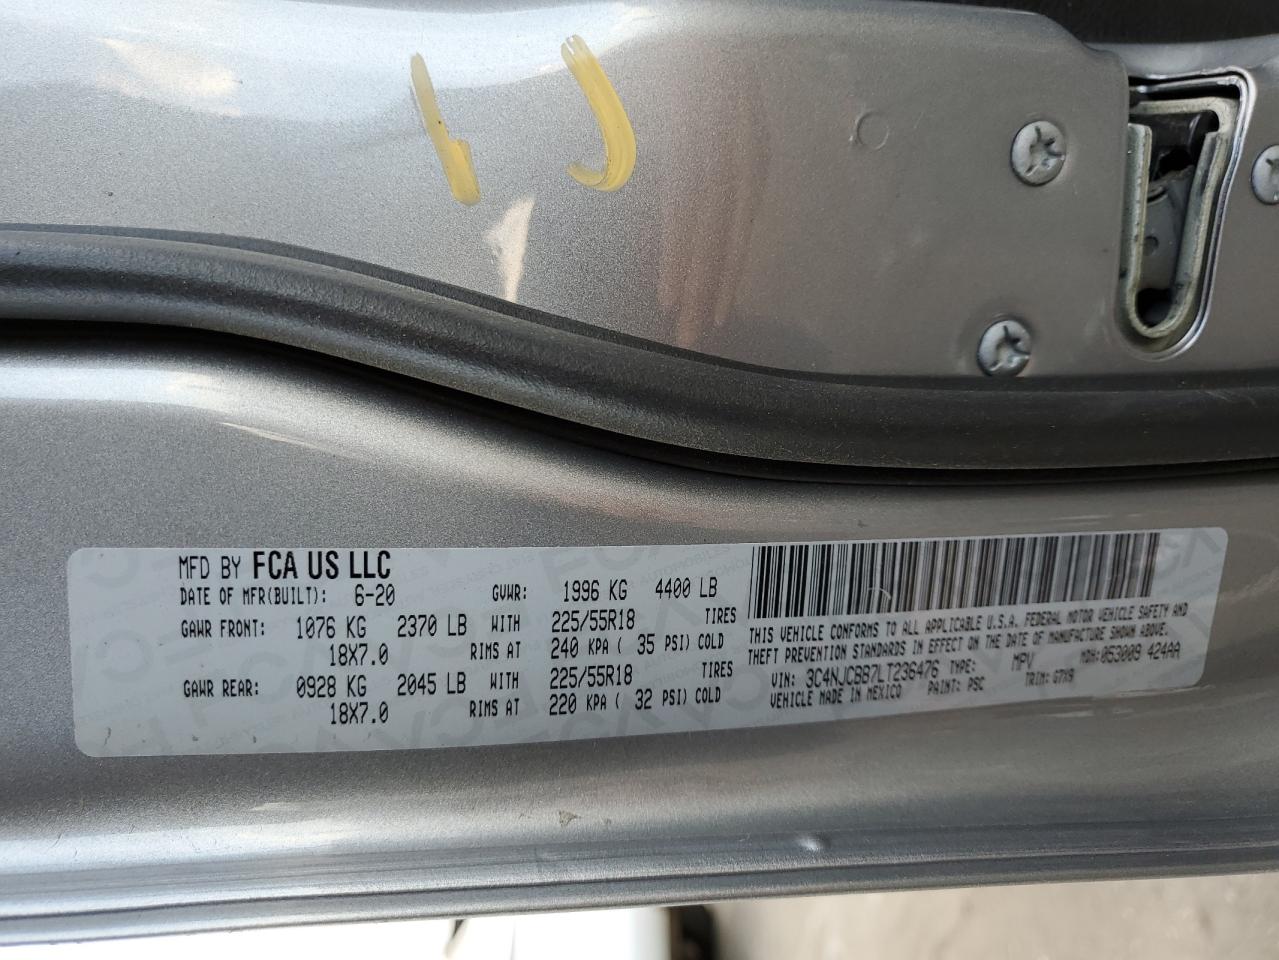 MFD BY FCA US LLC
DATE OF MFR(BUILT): 6-20 GVWR: 1996 KG 4400 LB
GAWR FRONT: 1076 KG 2370 LB WITH 225/55R18 TIRES
18X7.0 RIMS AT 240 KPA ( 35 PSI) COLD
GAWR REAR: 0928 KG 2045 LB WITH 225/55R18 TIRES
18X7.0 RIMS AT 220 KPA ( 32 PSI) COLD
THIS VEHICLE CONFORMS TO ALL APPLICABLE U.S.A. FEDERAL MOTOR VEHICLE SAFETY AND
THEFT PREVENTION STANDARDS IN EFFECT ON THE DATE OF MANUFACTURE SHOWN ABOVE.
VIN: 3C4NJCBB7LT236476 TYPE: MPV MDH: 053009 424AA
VEHICLE MADE IN MEXICO PAINT: PSC TRIM: G7X9